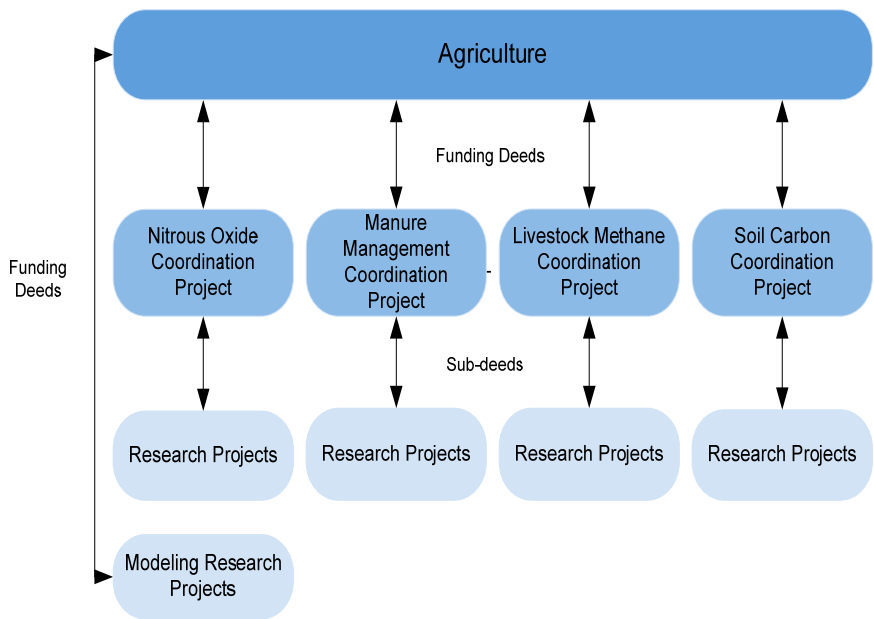 Agriculture
Funding Deeds
Nitrous Oxide
Coordination
Project
Manure
Management
Coordination
Project
-
Livestock Methane
Coordination
Project
Soil Carbon
Coordination
Project
Funding
Deeds
Sub-deeds
Research Projects
Research Projects
Research Projects
Research Projects
Modeling Research
Projects